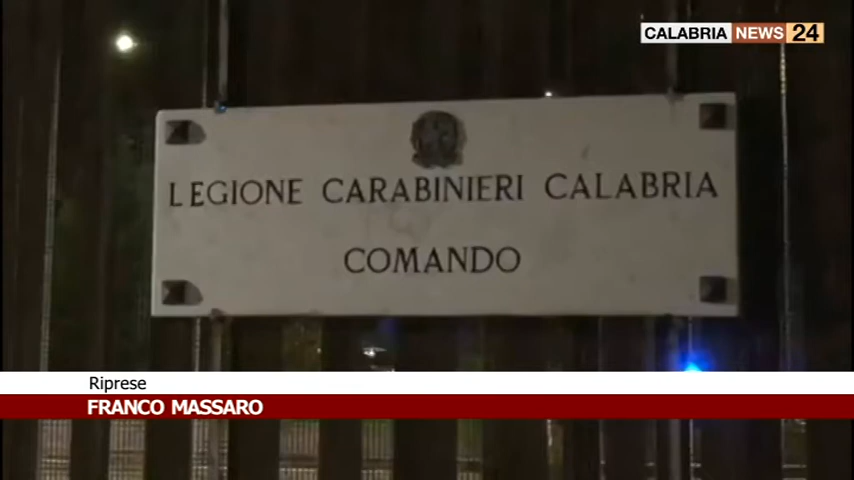 CALABRIA NEWS 24
LEGIONE CARABINIERI CALABRIA
COMANDO
Riprese
FRANCO MASSARO